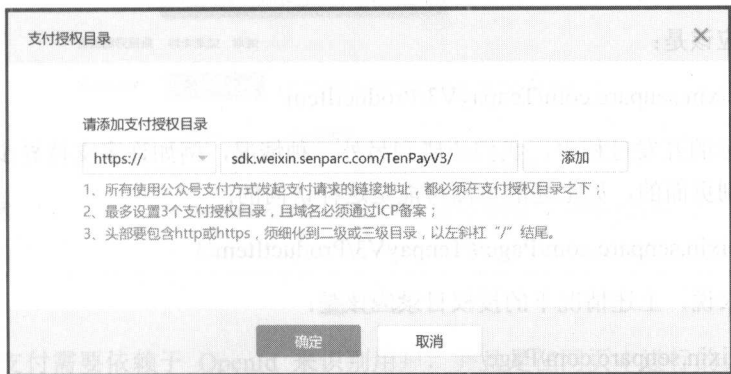 支付授权目录
请添加支付授权目录
https:// sdk.weixin.senparc.com/TenPayV3/ 添加
1、所有使用公众号支付方式发起支付请求的链接地址，都必须在支付授权目录之下；
2、最多设置3个支付授权目录，且域名必须通过ICP备案；
3、头部要包含http或https，须细化到二级或三级目录，以左斜杠“/”结尾。
确定 取消